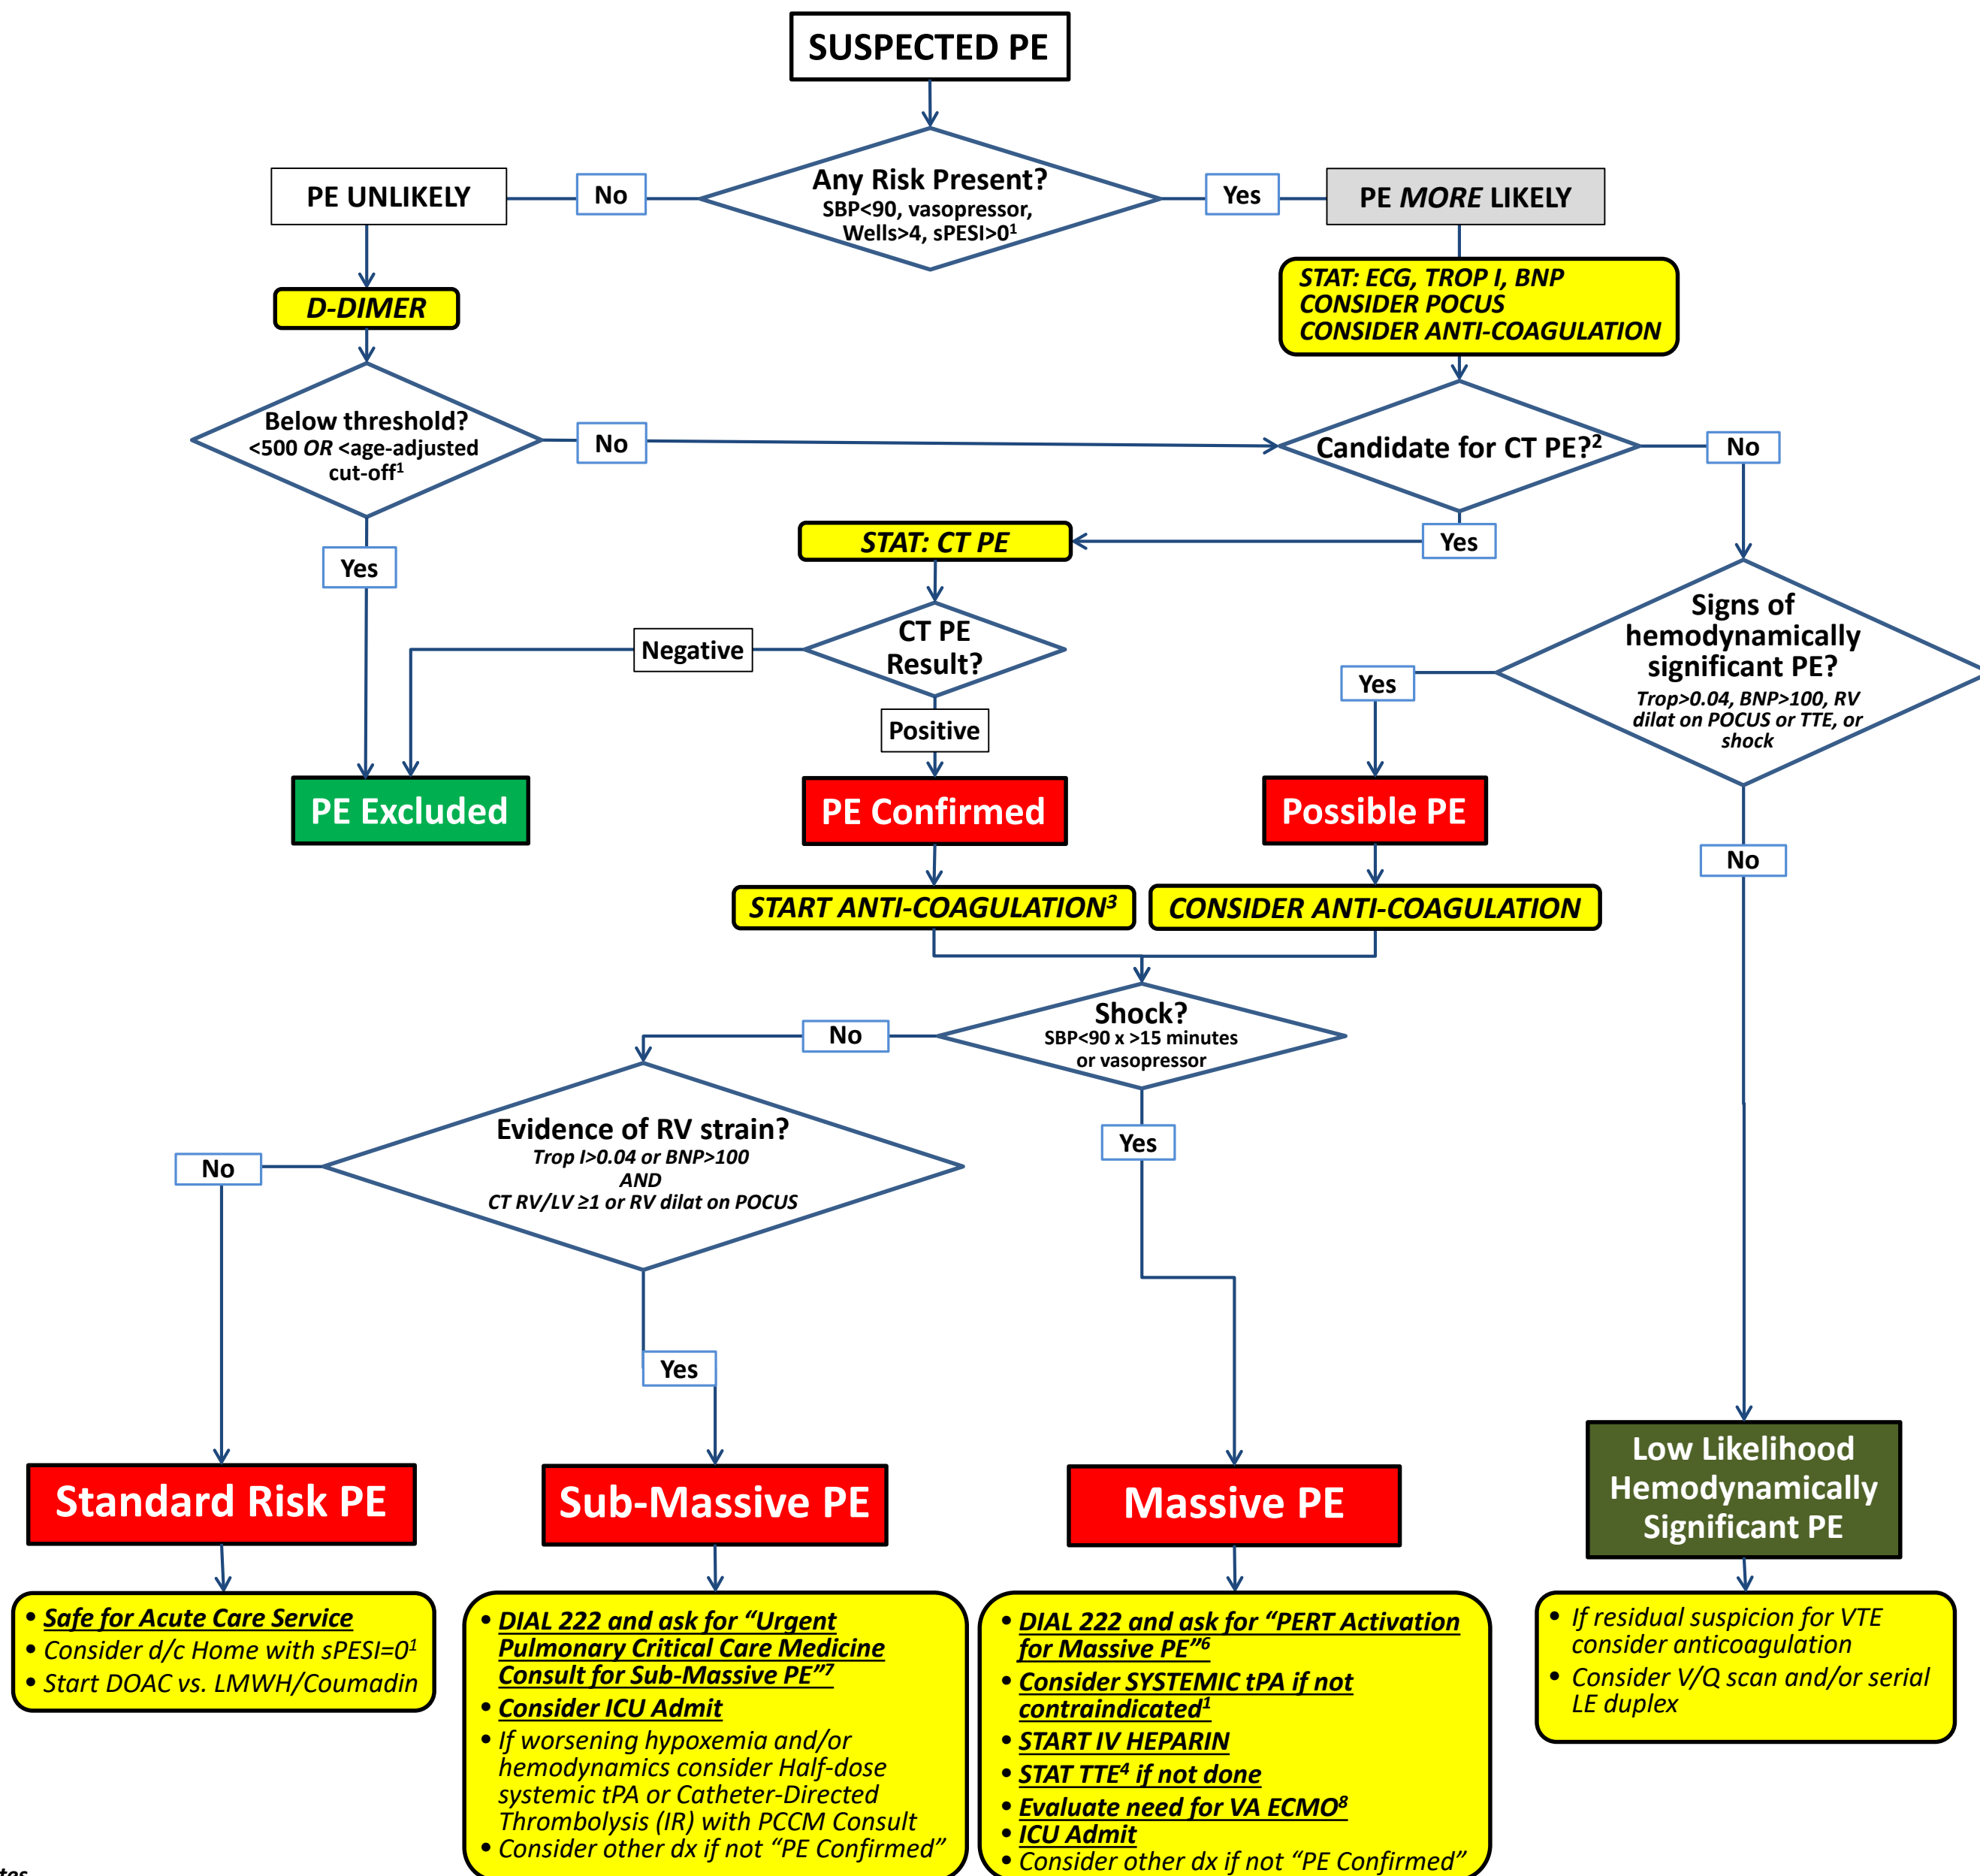 SUSPECTED PE
Any Risk Present?
SBP<90, vasopressor,
Wells>4, sPESI>0¹
No
Yes
PE UNLIKELY
PE MORE LIKELY
D-DIMER
STAT: ECG, TROP I, BNP
CONSIDER POCUS
CONSIDER ANTI-COAGULATION
Below threshold?
<500 OR <age-adjusted
cut-off¹
No
Candidate for CT PE?²
No
Yes
STAT: CT PE
Yes
CT PE
Result?
Negative
Positive
Signs of
hemodynamically
significant PE?
Trop>0.04, BNP>100, RV
dilat on POCUS or TTE, or
shock
Yes
No
PE Excluded
PE Confirmed
Possible PE
START ANTI-COAGULATION³
CONSIDER ANTI-COAGULATION
Shock?
SBP<90 x >15 minutes
or vasopressor
No
Yes
Evidence of RV strain?
Trop I>0.04 or BNP>100
AND
CT RV/LV ≥1 or RV dilat on POCUS
No
Yes
Standard Risk PE
Sub-Massive PE
Massive PE
Low Likelihood
Hemodynamically
Significant PE
• Safe for Acute Care Service
• Consider d/c Home with sPESI=0¹
• Start DOAC vs. LMWH/Coumadin
• DIAL 222 and ask for “Urgent
Pulmonary Critical Care Medicine
Consult for Sub-Massive PE”⁷
• Consider ICU Admit
• If worsening hypoxemia and/or
hemodynamics consider Half-dose
systemic tPA or Catheter-Directed
Thrombolysis (IR) with PCCM Consult
• Consider other dx if not “PE Confirmed”
• DIAL 222 and ask for “PERT Activation
for Massive PE”⁶
• Consider SYSTEMIC tPA if not
contraindicated¹
• START IV HEPARIN
• STAT TTE⁴ if not done
• Evaluate need for VA ECMO⁸
• ICU Admit
• Consider other dx if not “PE Confirmed”
• If residual suspicion for VTE
consider anticoagulation
• Consider V/Q scan and/or serial
LE duplex